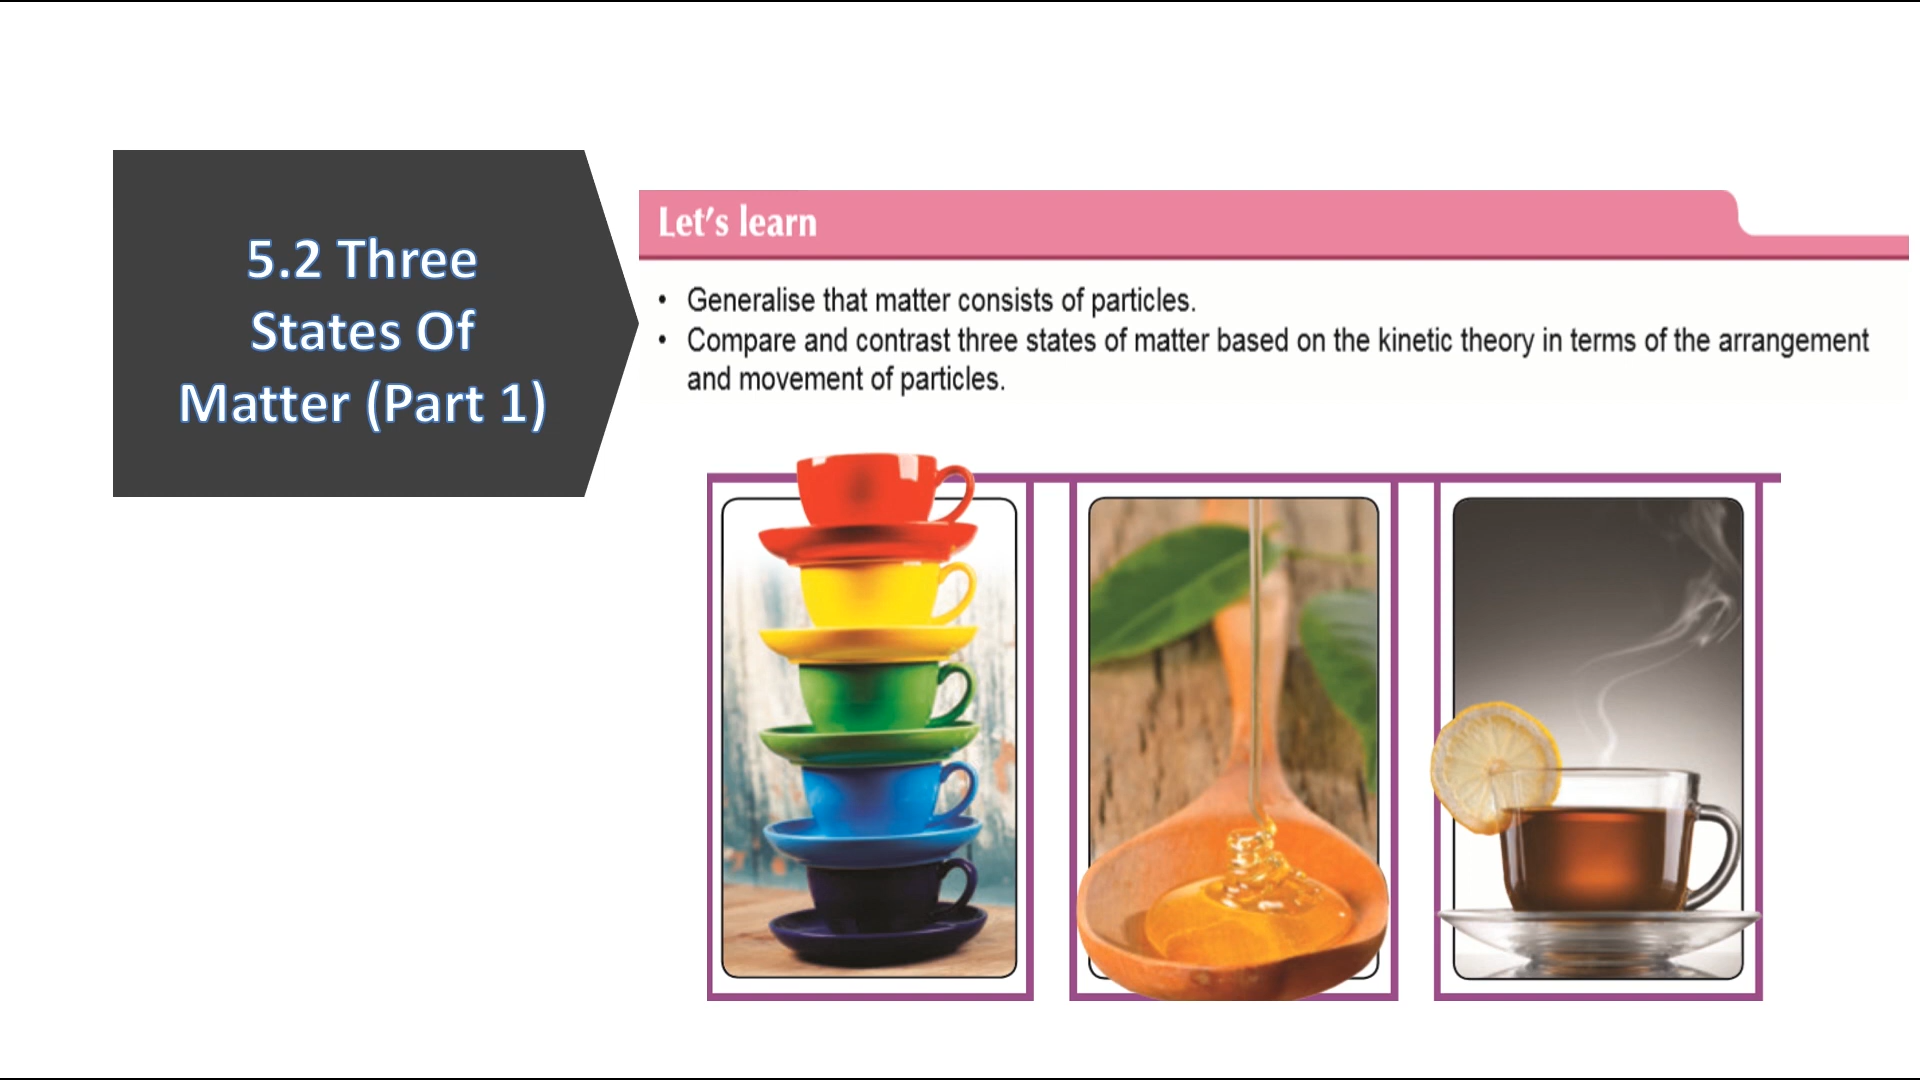 5.2 Three
States Of
Matter (Part 1)
Let's learn
• Generalise that matter consists of particles.
• Compare and contrast three states of matter based on the kinetic theory in terms of the arrangement
and movement of particles.